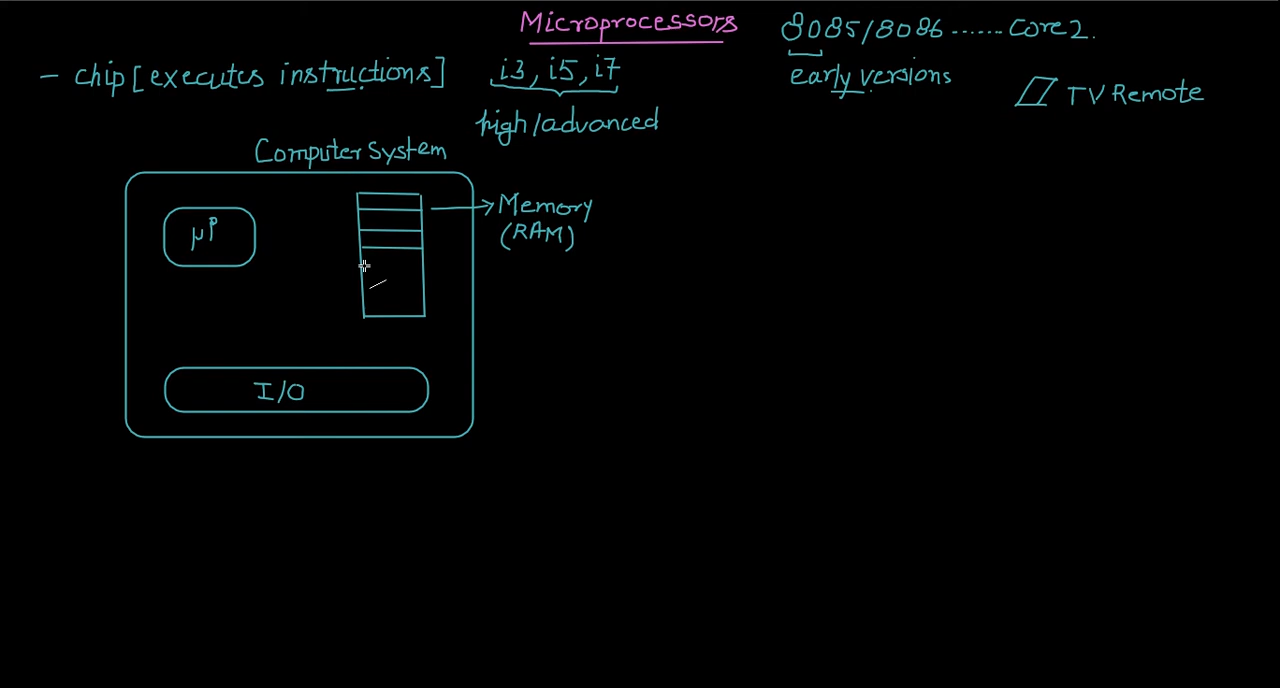 Microprocessors
8085/8086 ...... Core 2.
- chip [executes instructions]
i3, i5, i7
early versions
TV Remote
high/advanced
Computer System
μP
Memory
(RAM)
I/O